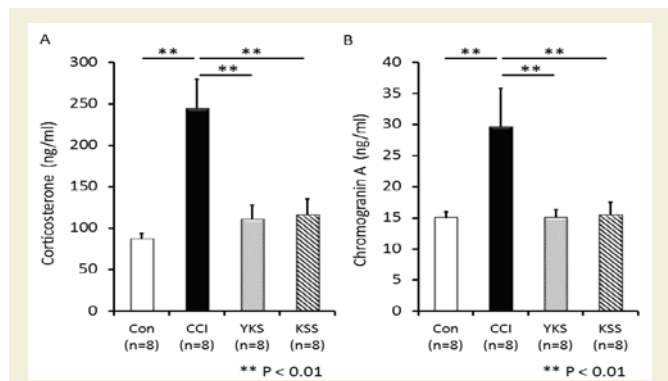 A
** **
**
Corticosterone (ng/ml)
300
250
200
150
100
50
0
Con CCI YKS KSS
(n=8) (n=8) (n=8) (n=8)
** P < 0.01
B
** **
**
Chromogranin A (ng/ml)
40
35
30
25
20
15
10
5
0
Con CCI YKS KSS
(n=8) (n=8) (n=8) (n=8)
** P < 0.01